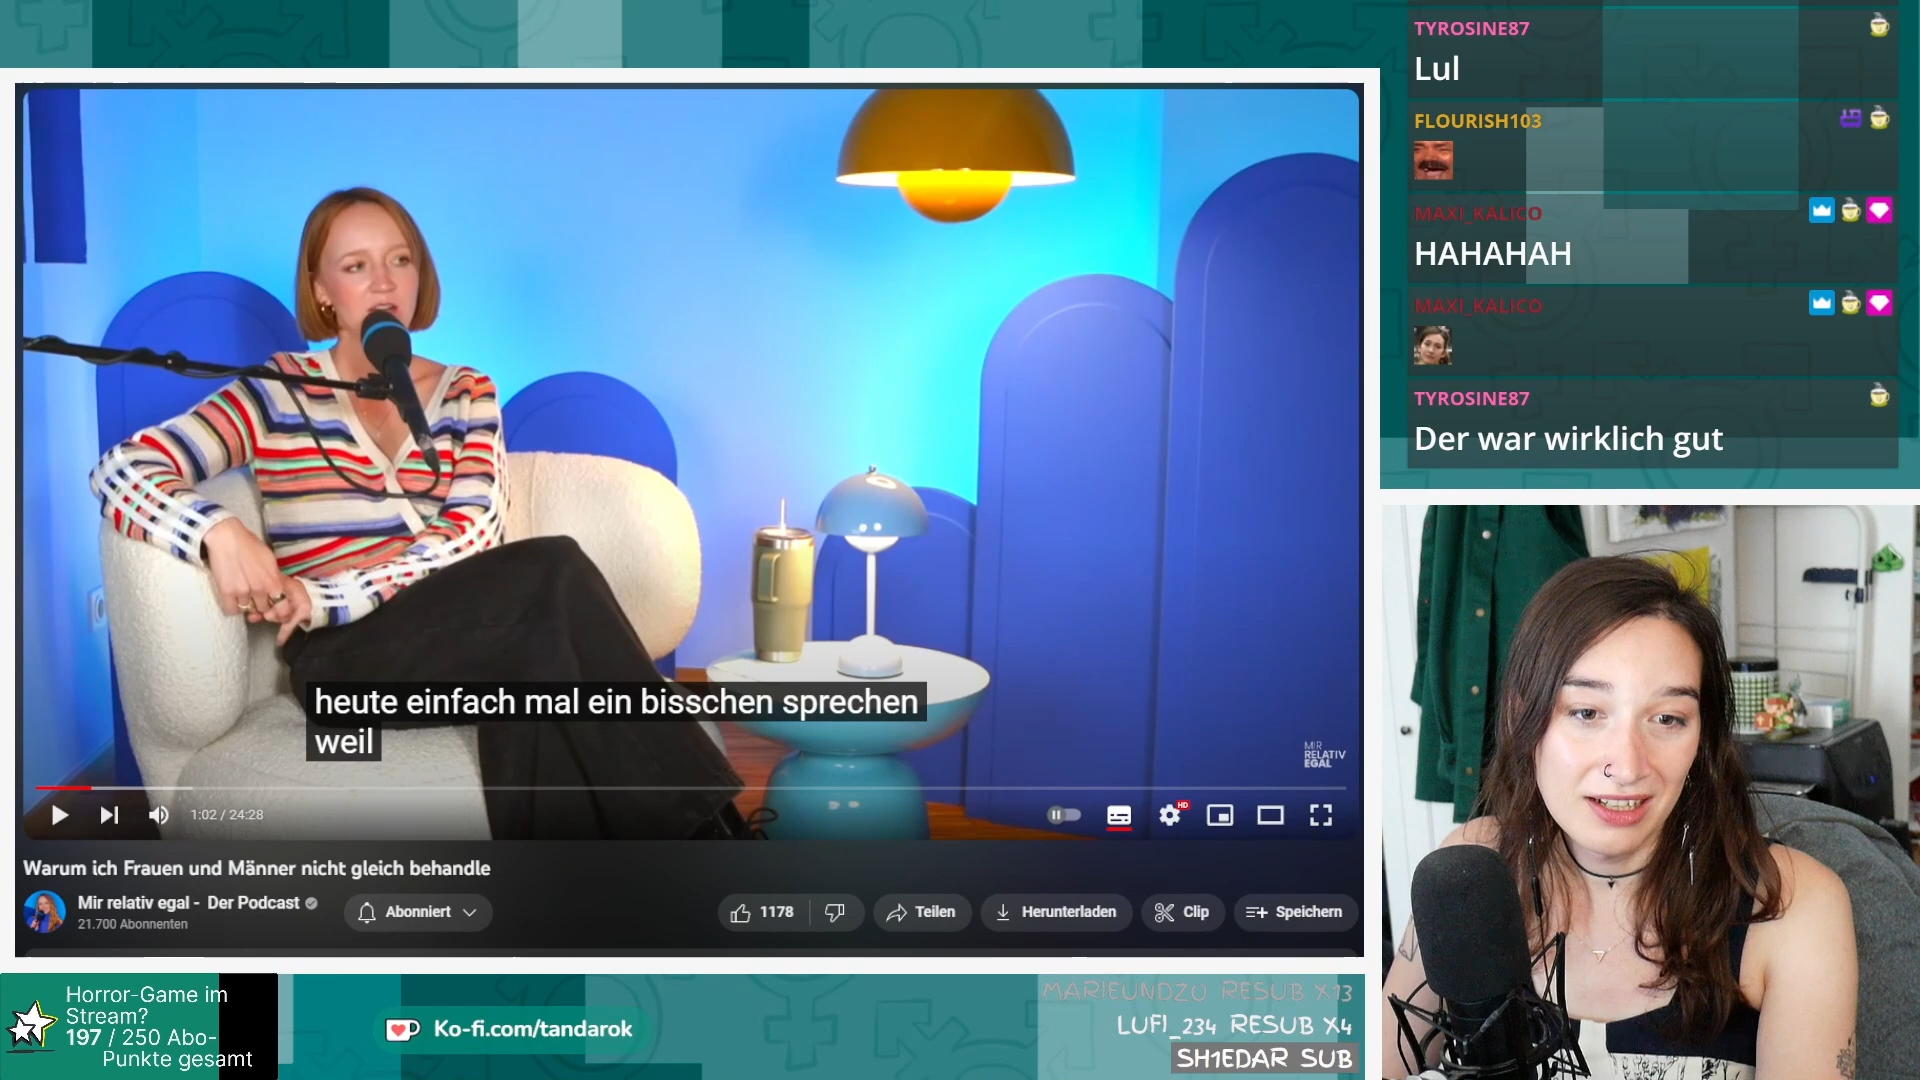 TYROSINE87
Lul
FLOURISH103
MAXI_KALICO
HAHAHAH
MAXI_KALICO
TYROSINE87
Der war wirklich gut
heute einfach mal ein bisschen sprechen
weil
MIR
RELATIV
EGAL
1:02 / 24:28
HD
Warum ich Frauen und Männer nicht gleich behandle
Mir relativ egal - Der Podcast
21.700 Abonnenten
Abonniert
1178
Teilen
Herunterladen
Clip
Speichern
Horror-Game im
Stream?
197 / 250 Abo-
Punkte gesamt
Ko-fi.com/tandarok
MARIEUNDZO RESUB X13
LUFI_234 RESUB X4
SH1EDAR SUB